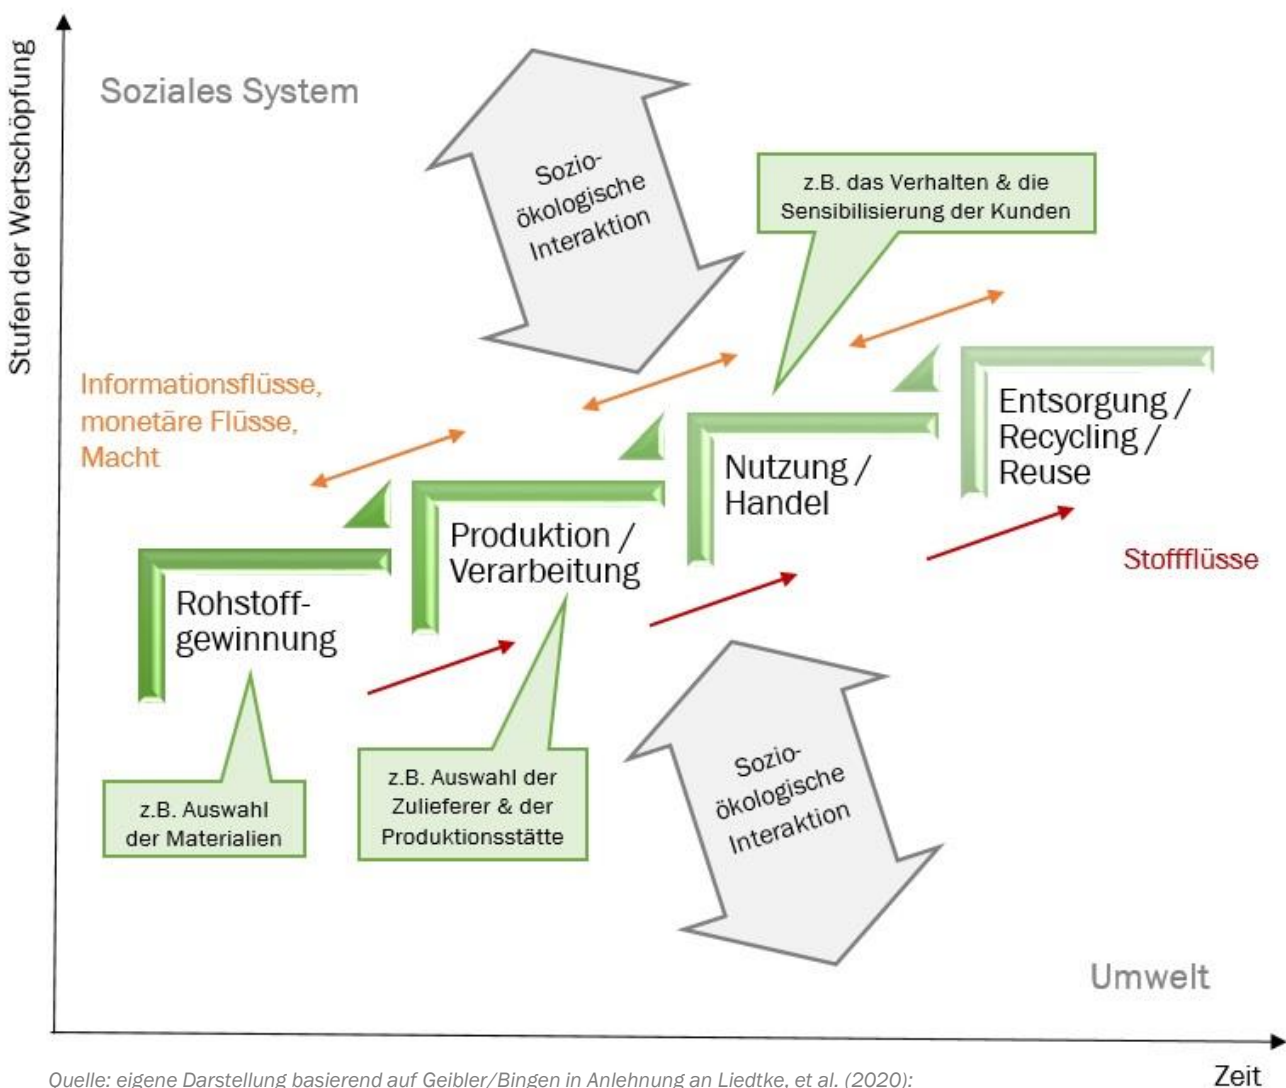 Stufen der Wertschöpfung
Soziales System
Sozio-
ökologische
Interaktion
z.B. das Verhalten & die
Sensibilisierung der Kunden
Informationsflüsse,
monetäre Flüsse,
Macht
Entsorgung /
Recycling /
Reuse
Nutzung /
Handel
Produktion /
Verarbeitung
Rohstoff-
gewinnung
Stoffflüsse
z.B. Auswahl
der Materialien
z.B. Auswahl der
Zulieferer & der
Produktionsstätte
Sozio-
ökologische
Interaktion
Umwelt
Zeit
Quelle: eigene Darstellung basierend auf Geibler/Bingen in Anlehnung an Liedtke, et al. (2020):